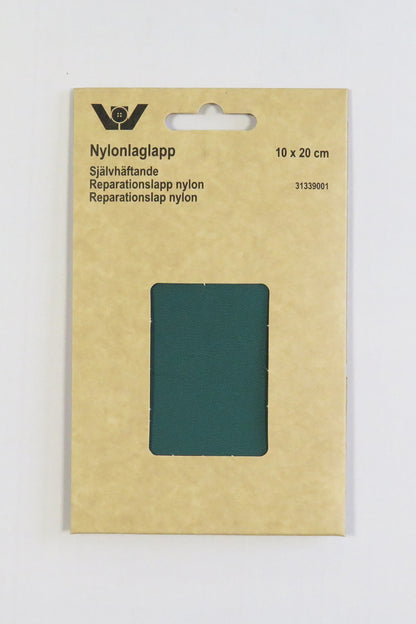 Nylonlaglapp 10 x 20 cm
Självhäftande
Reparationslapp nylon 31339001
Reparationslap nylon